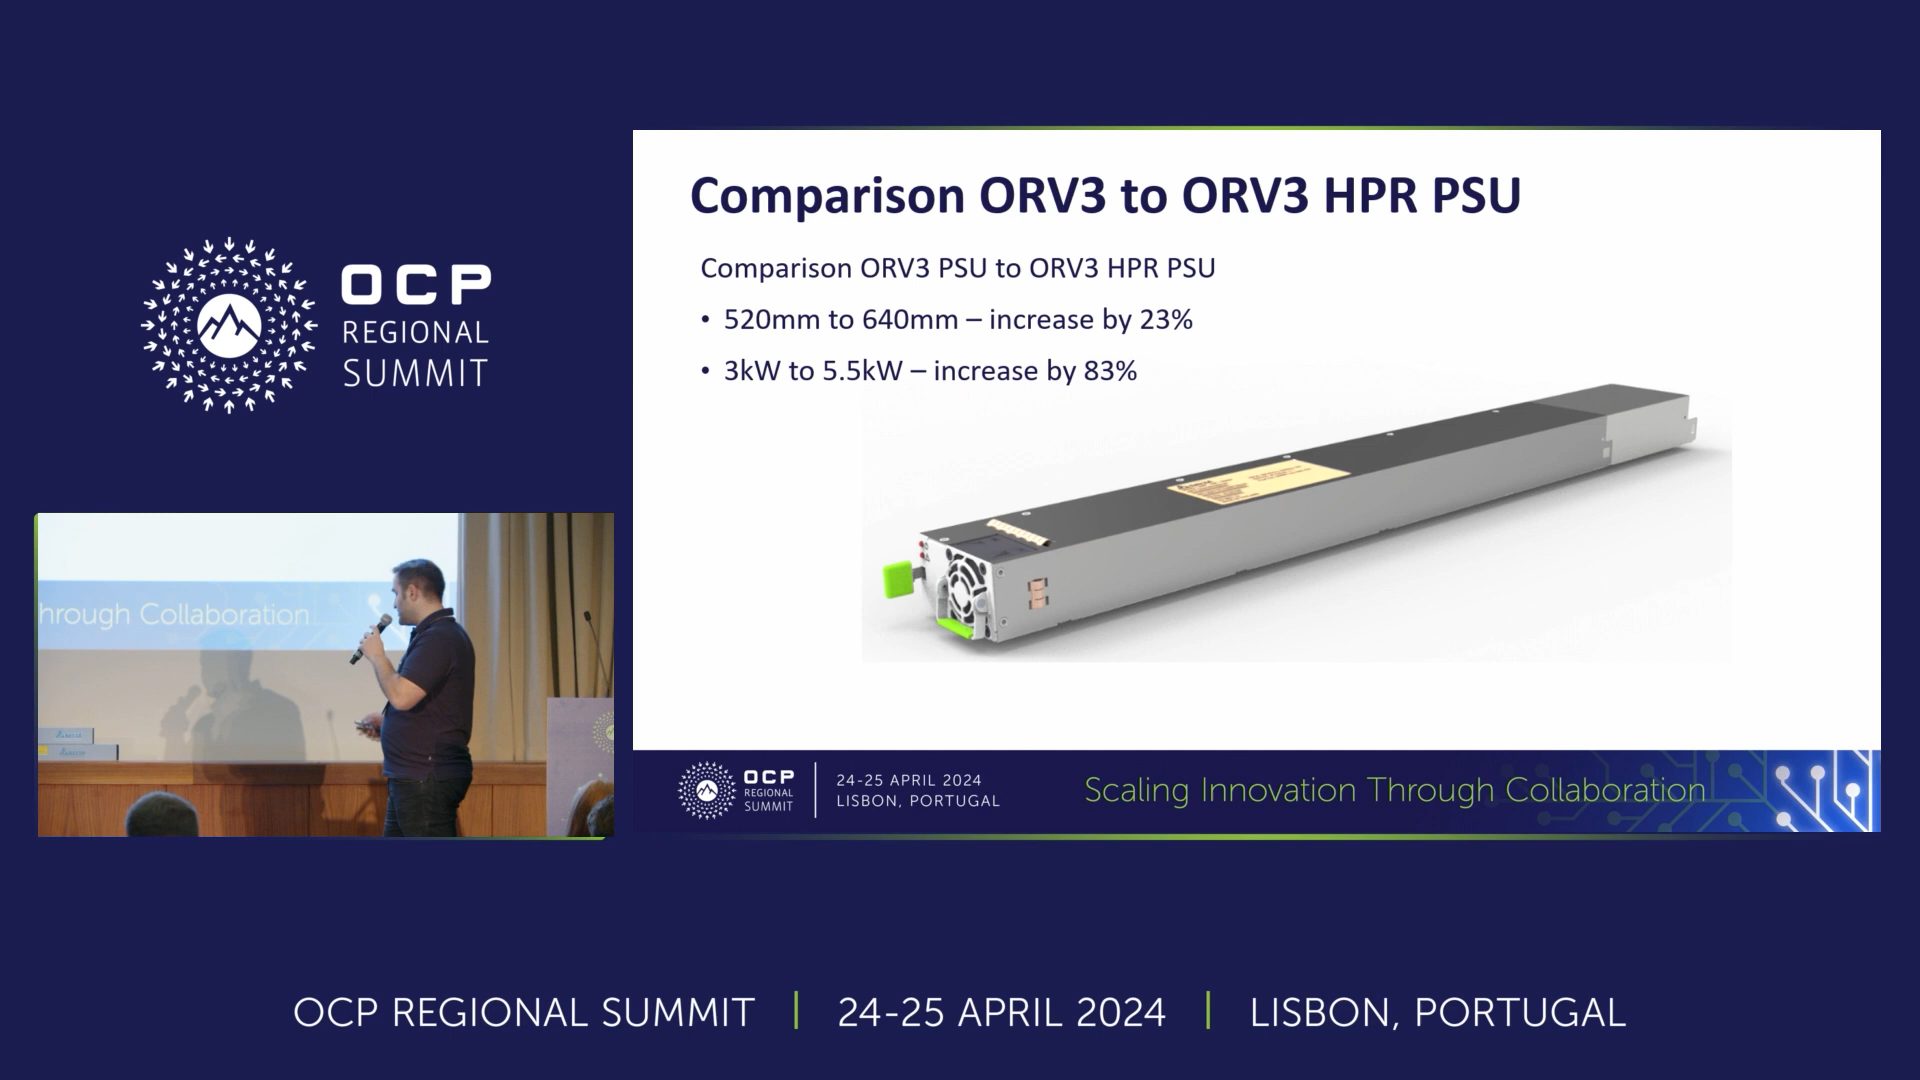 OCP
REGIONAL
SUMMIT
Comparison ORV3 to ORV3 HPR PSU
Comparison ORV3 PSU to ORV3 HPR PSU
• 520mm to 640mm – increase by 23%
• 3kW to 5.5kW – increase by 83%
hrough Collaboration
OCP
REGIONAL
SUMMIT
24-25 APRIL 2024
LISBON, PORTUGAL
Scaling Innovation Through Collaboration
OCP REGIONAL SUMMIT | 24-25 APRIL 2024 | LISBON, PORTUGAL